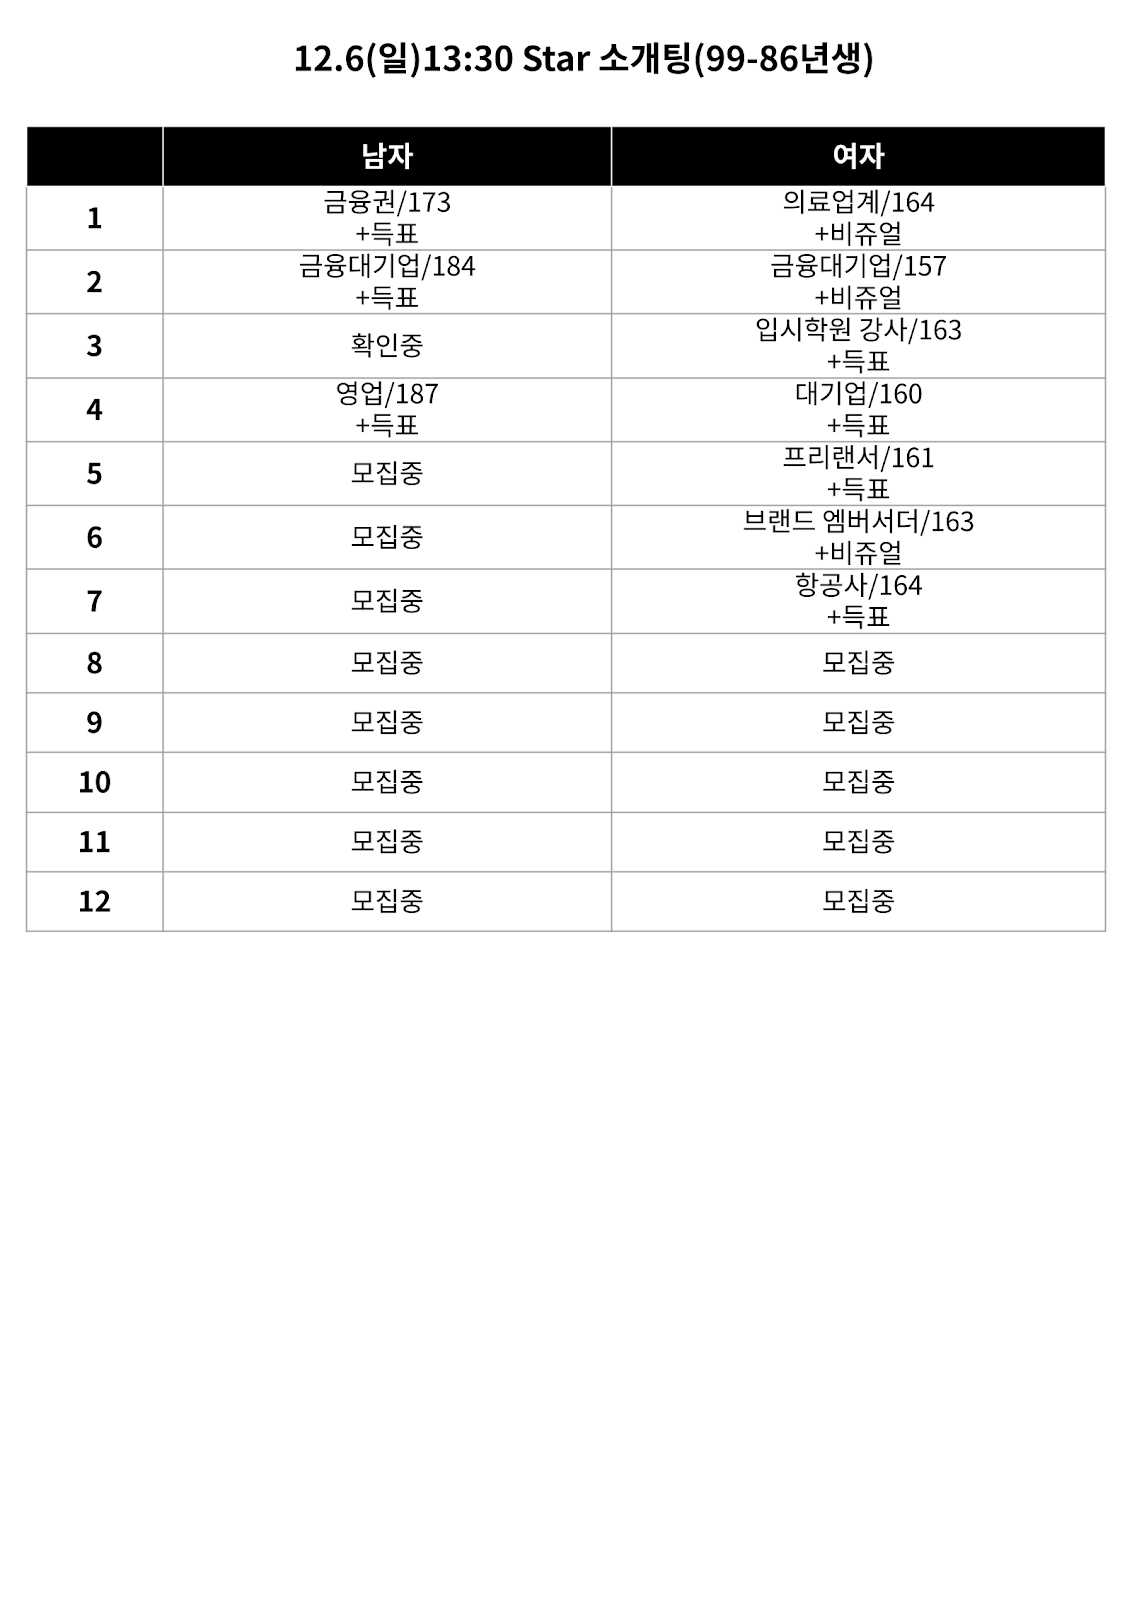 12.6(일)13:30 Star 소개팅(99-86년생)
남자 여자
1 금융권/173 +득표 의료업계/164 +비쥬얼
2 금융대기업/184 +득표 금융대기업/157 +비쥬얼
3 확인중 입시학원 강사/163 +득표
4 영업/187 +득표 대기업/160 +득표
5 모집중 프리랜서/161 +득표
6 모집중 브랜드 엠버서더/163 +비쥬얼
7 모집중 항공사/164 +득표
8 모집중 모집중
9 모집중 모집중
10 모집중 모집중
11 모집중 모집중
12 모집중 모집중